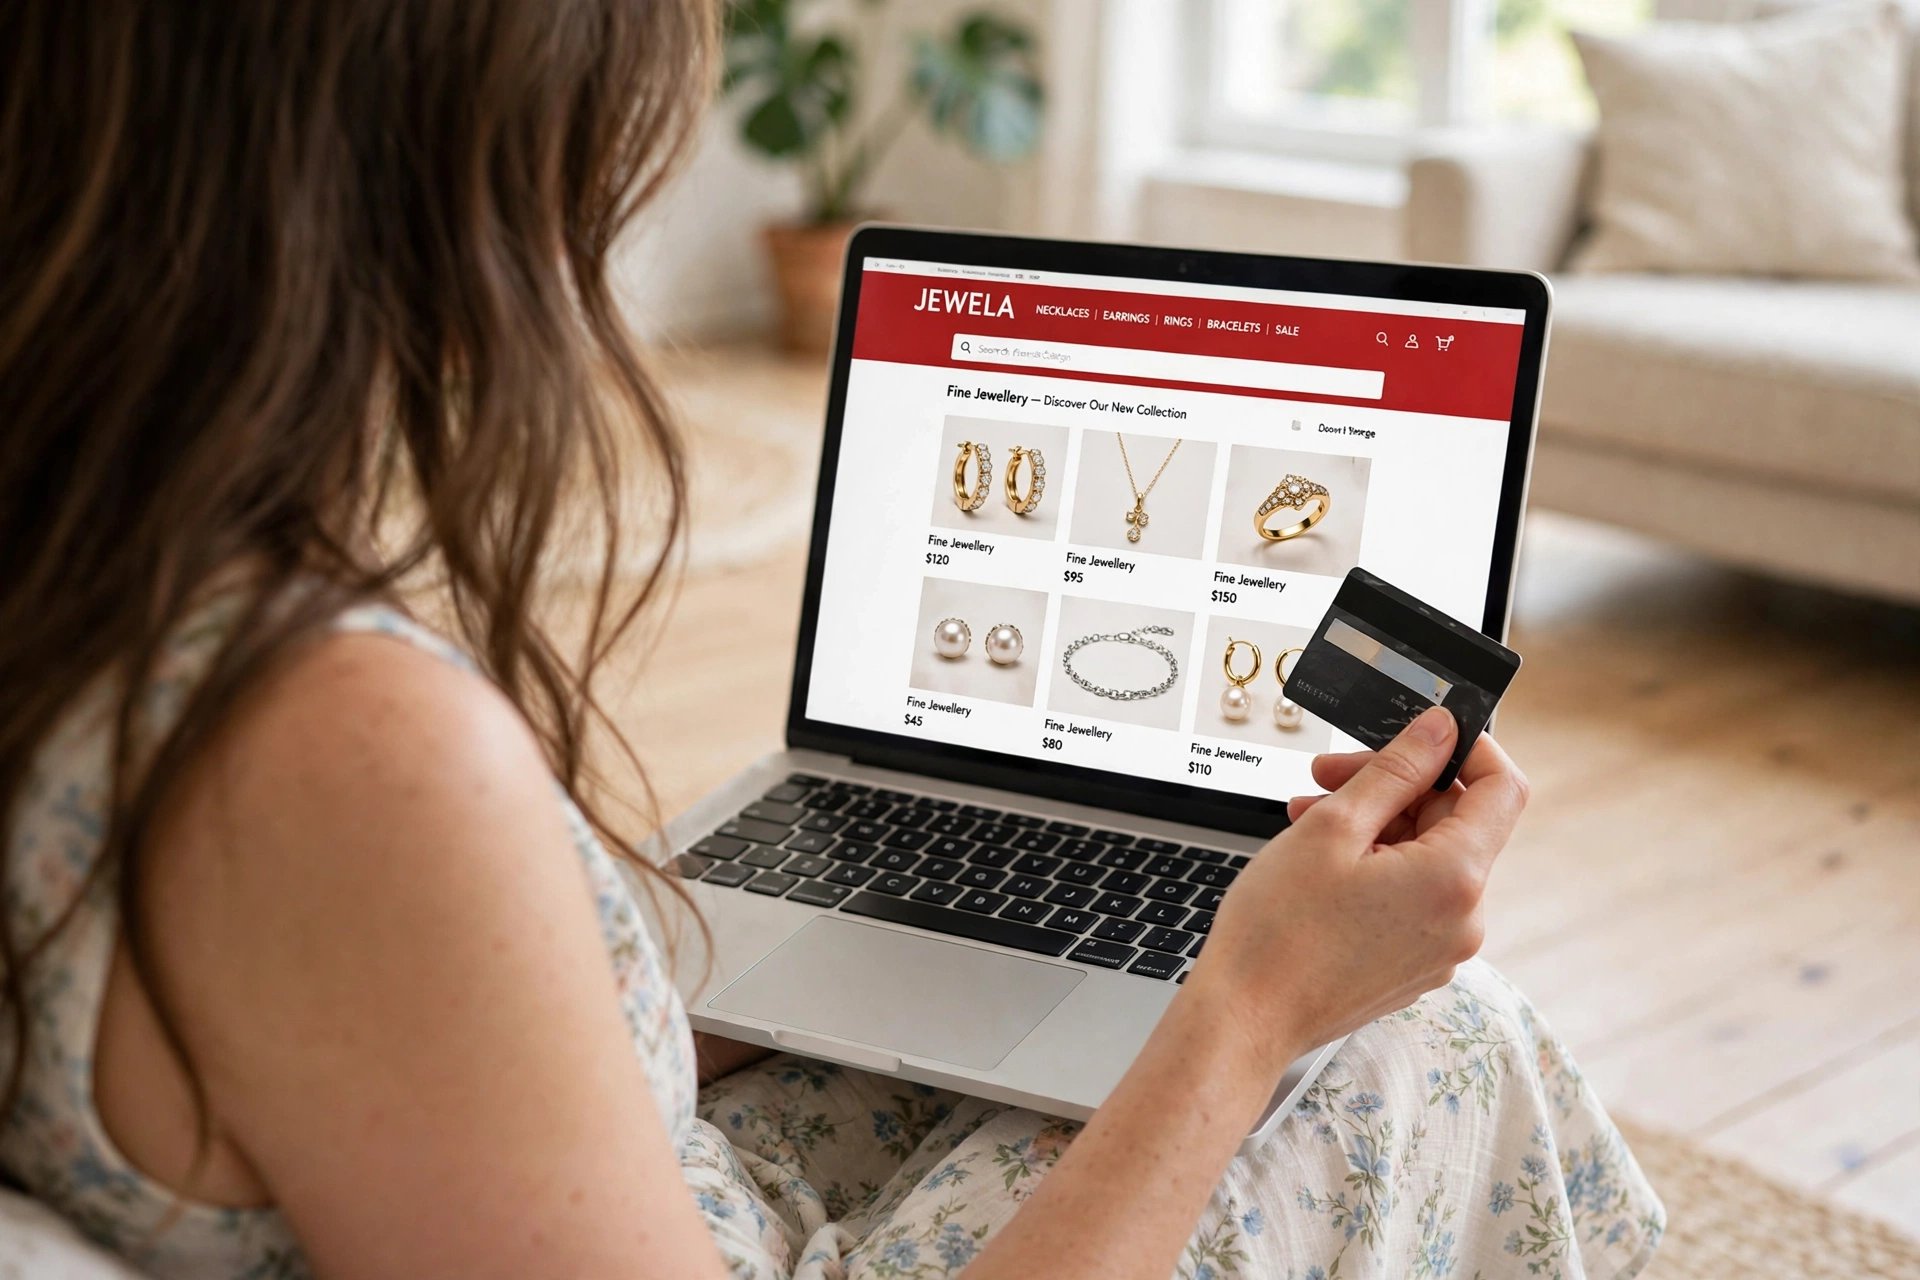 JEWELA
NECKLACES | EARRINGS | RINGS | BRACELETS | SALE
Fine Jewellery — Discover Our New Collection
Fine Jewellery
$120
Fine Jewellery
$95
Fine Jewellery
$150
Fine Jewellery
$45
Fine Jewellery
$80
Fine Jewellery
$110